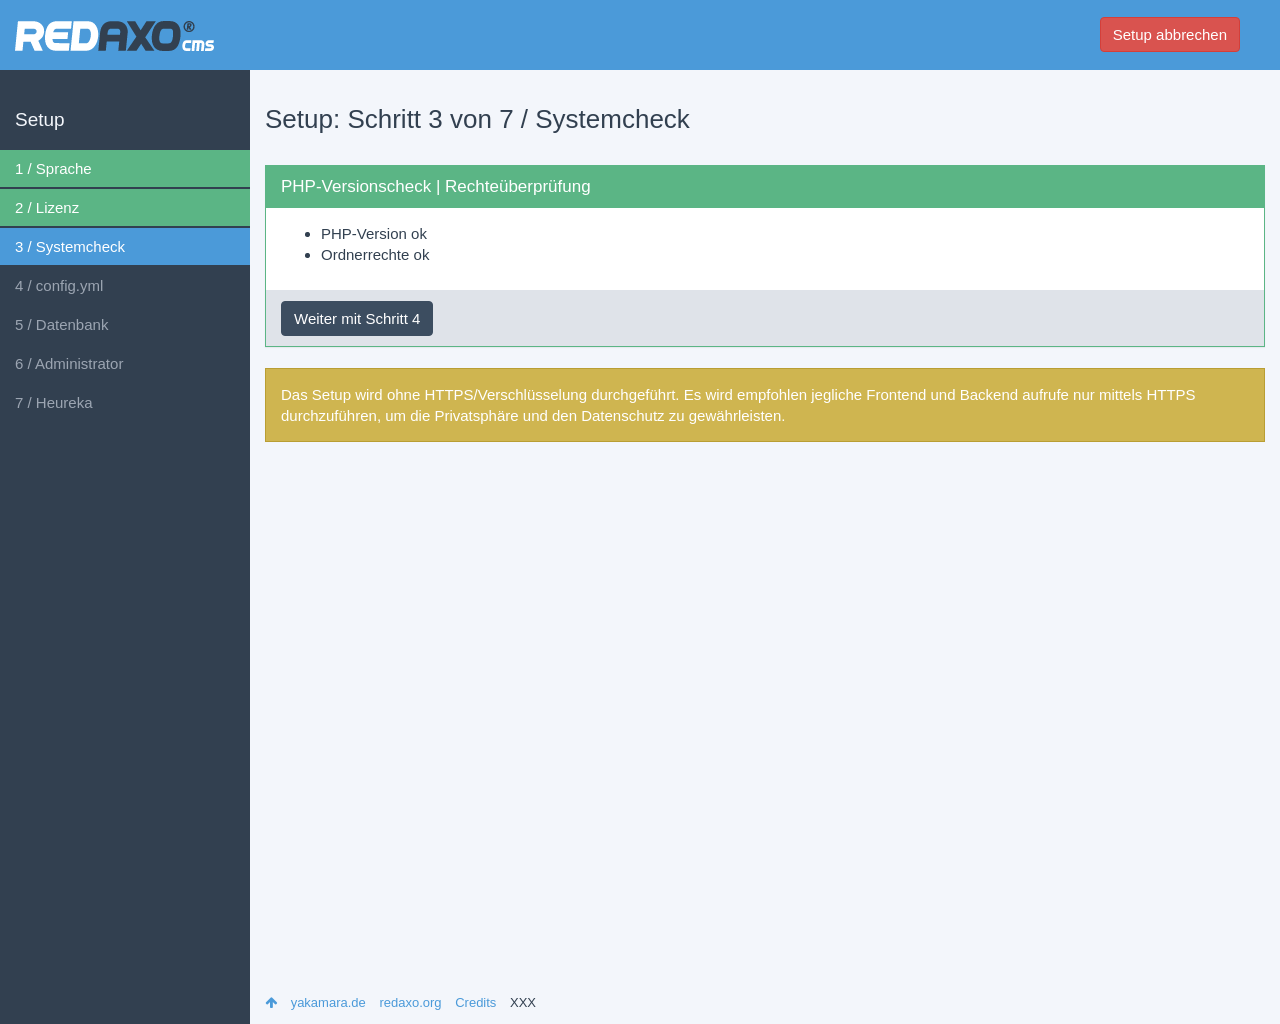 REDAXO® cms
Setup abbrechen
Setup
1 / Sprache
2 / Lizenz
3 / Systemcheck
4 / config.yml
5 / Datenbank
6 / Administrator
7 / Heureka
Setup: Schritt 3 von 7 / Systemcheck
PHP-Versionscheck | Rechteüberprüfung
PHP-Version ok
Ordnerrechte ok
Weiter mit Schritt 4
Das Setup wird ohne HTTPS/Verschlüsselung durchgeführt. Es wird empfohlen jegliche Frontend und Backend aufrufe nur mittels HTTPS
durchzuführen, um die Privatsphäre und den Datenschutz zu gewährleisten.
yakamara.de redaxo.org Credits XXX